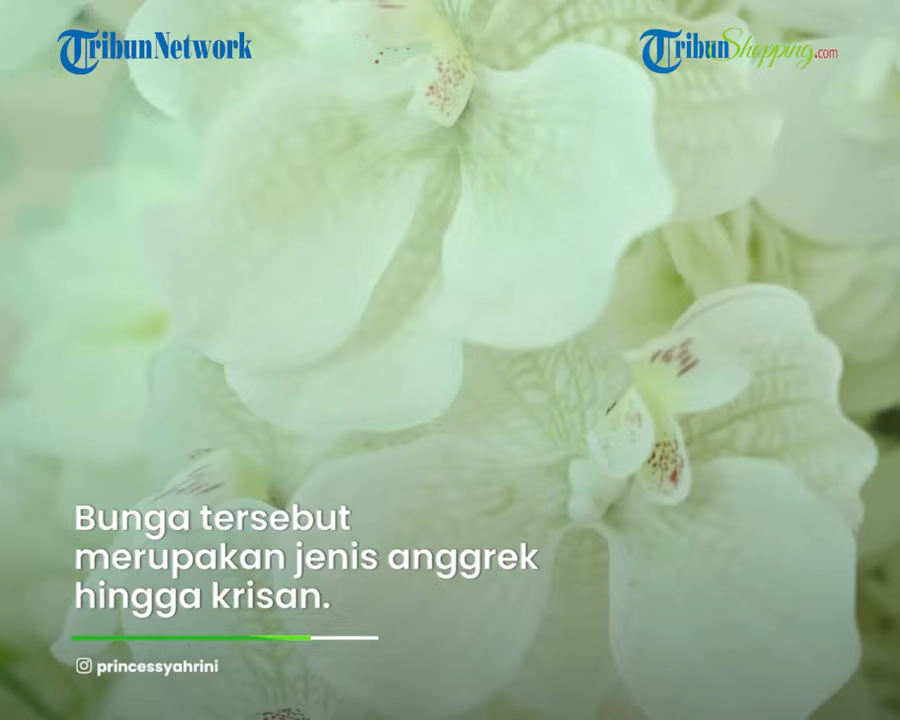 TribunNetwork
TribunShopping.com
Bunga tersebut
merupakan jenis anggrek
hingga krisan.
princessyahrini